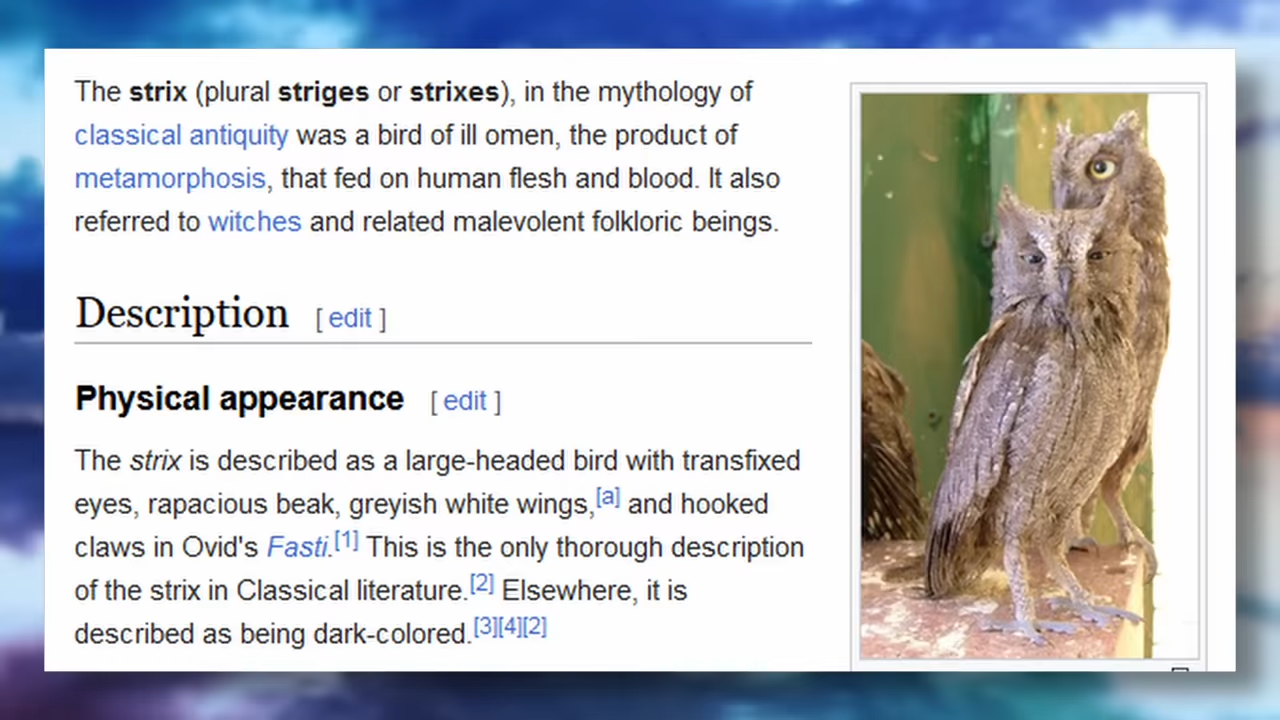 The strix (plural striges or strixes), in the mythology of
classical antiquity was a bird of ill omen, the product of
metamorphosis, that fed on human flesh and blood. It also
referred to witches and related malevolent folkloric beings.
Description [ edit ]
Physical appearance [ edit ]
The strix is described as a large-headed bird with transfixed
eyes, rapacious beak, greyish white wings,[a] and hooked
claws in Ovid's Fasti.[1] This is the only thorough description
of the strix in Classical literature.[2] Elsewhere, it is
described as being dark-colored.[3][4][2]